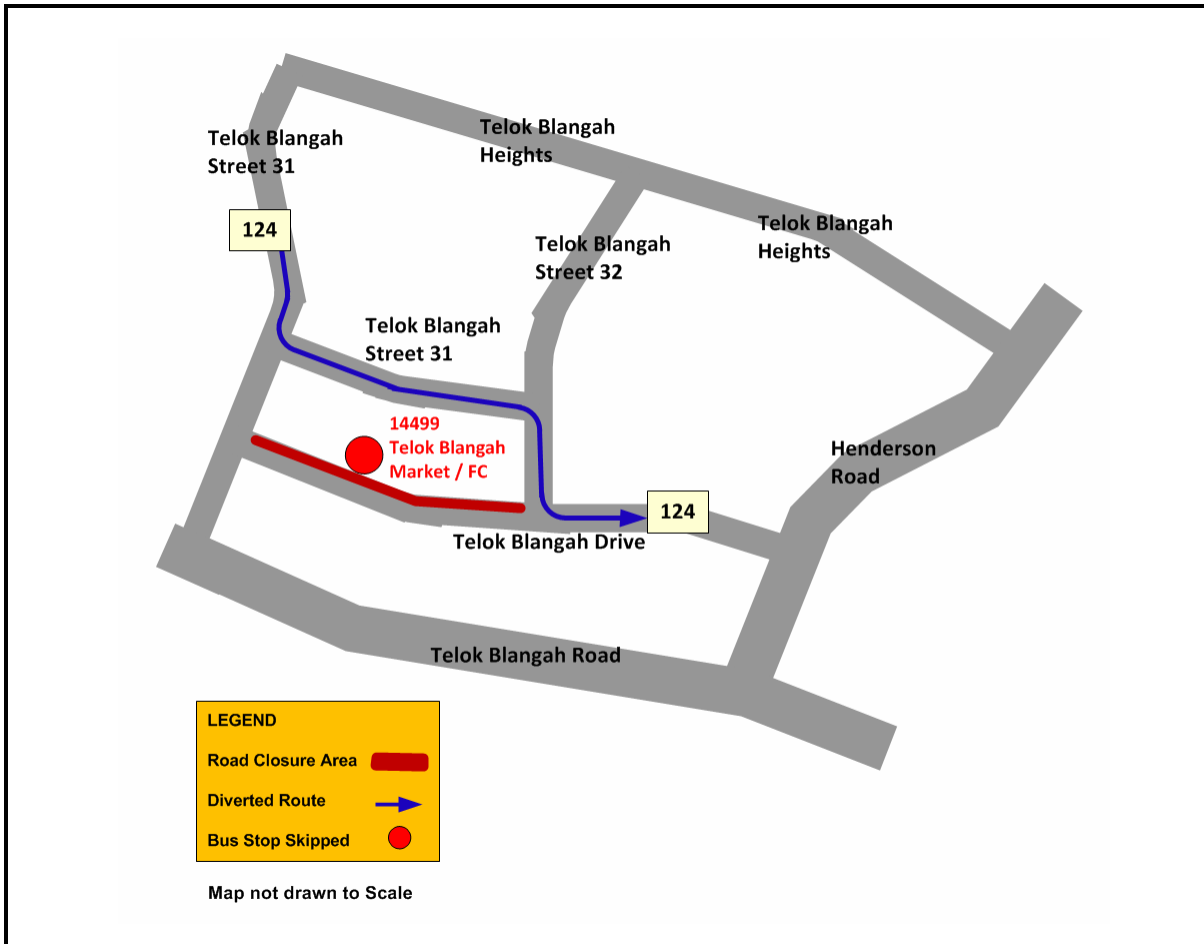 Telok Blangah
Heights
Telok Blangah
Street 31
124
Telok Blangah
Heights
Telok Blangah
Street 32
Telok Blangah
Street 31
14499
Telok Blangah
Market / FC
Henderson
Road
124
Telok Blangah Drive
Telok Blangah Road
LEGEND
Road Closure Area
Diverted Route
Bus Stop Skipped
Map not drawn to Scale